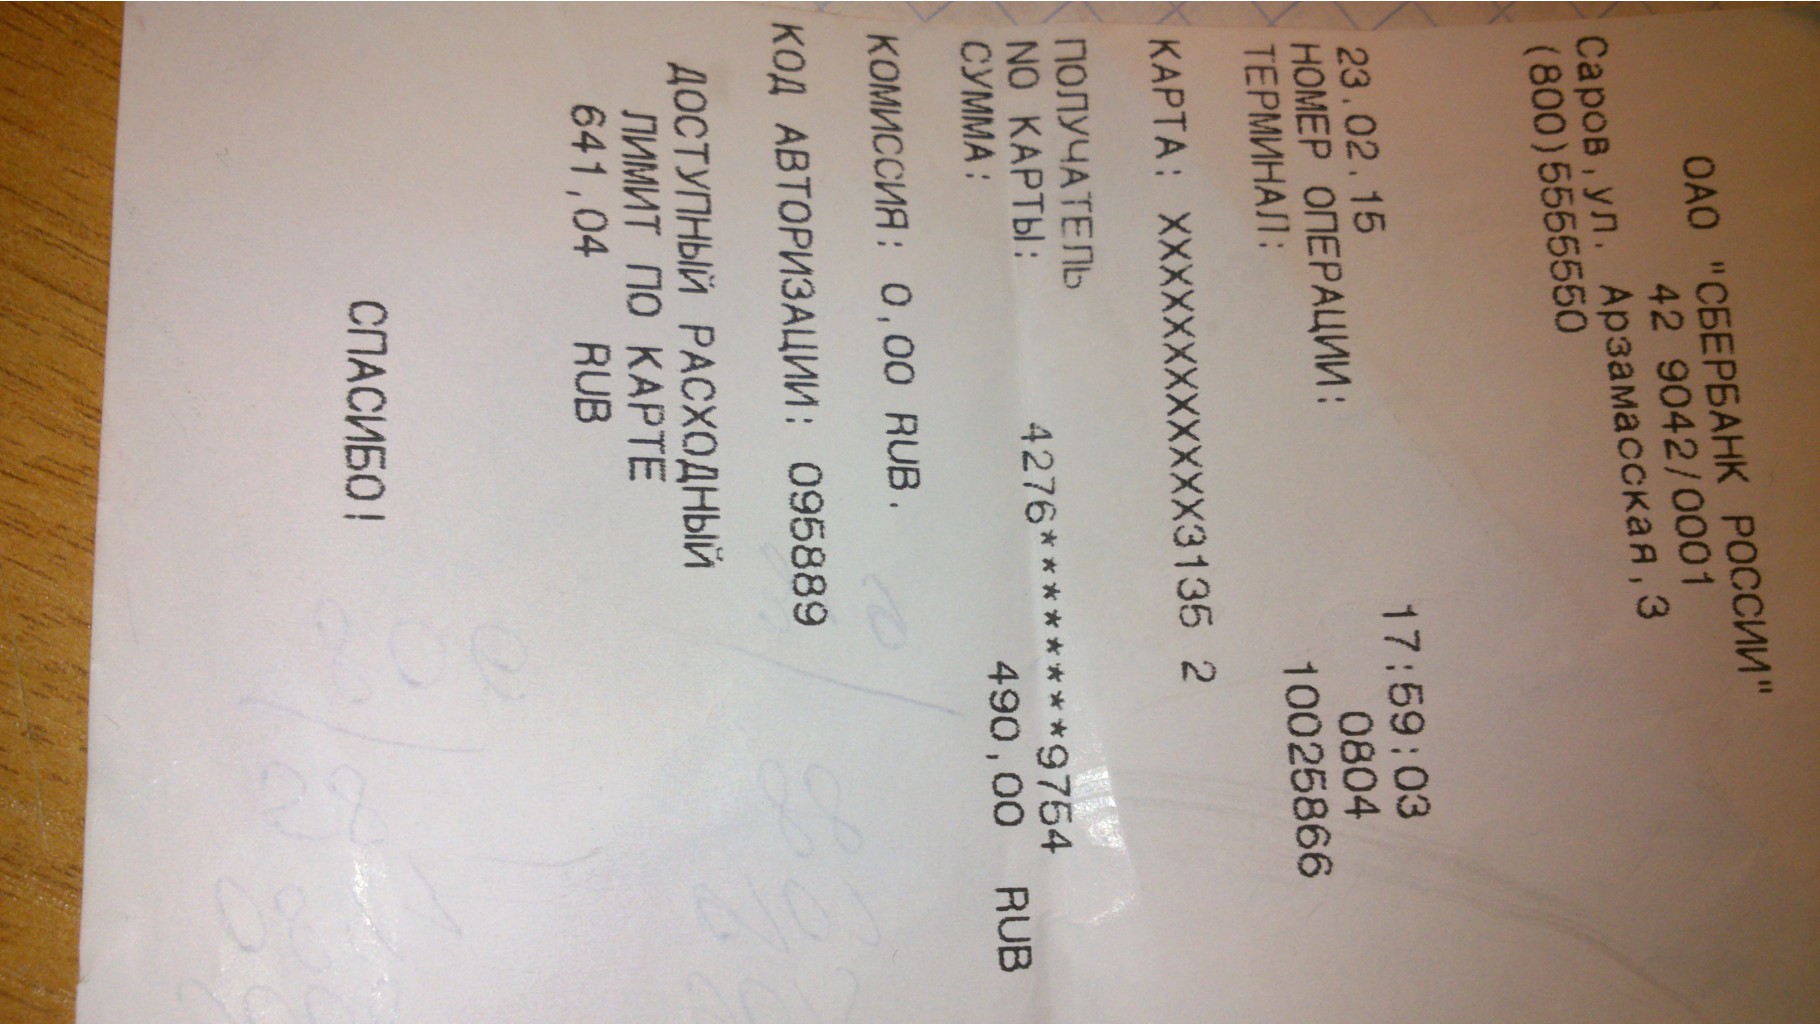 ОАО "СБЕРБАНК РОССИИ"
42 9042/0001
Саров,ул. Арзамасская,3
(800)5555550
23.02.15 17:59:03
НОМЕР ОПЕРАЦИИ: 0804
ТЕРМИНАЛ: 10025866
КАРТА: XXXXXXXXXXXXXX3135 2
ПОЛУЧАТЕЛЬ
NO КАРТЫ: 4276**********9754
СУММА: 490,00 RUB
КОМИССИЯ: 0,00 RUB.
КОД АВТОРИЗАЦИИ: 095889
ДОСТУПНЫЙ РАСХОДНЫЙ
ЛИМИТ ПО КАРТЕ
641,04 RUB
СПАСИБО!